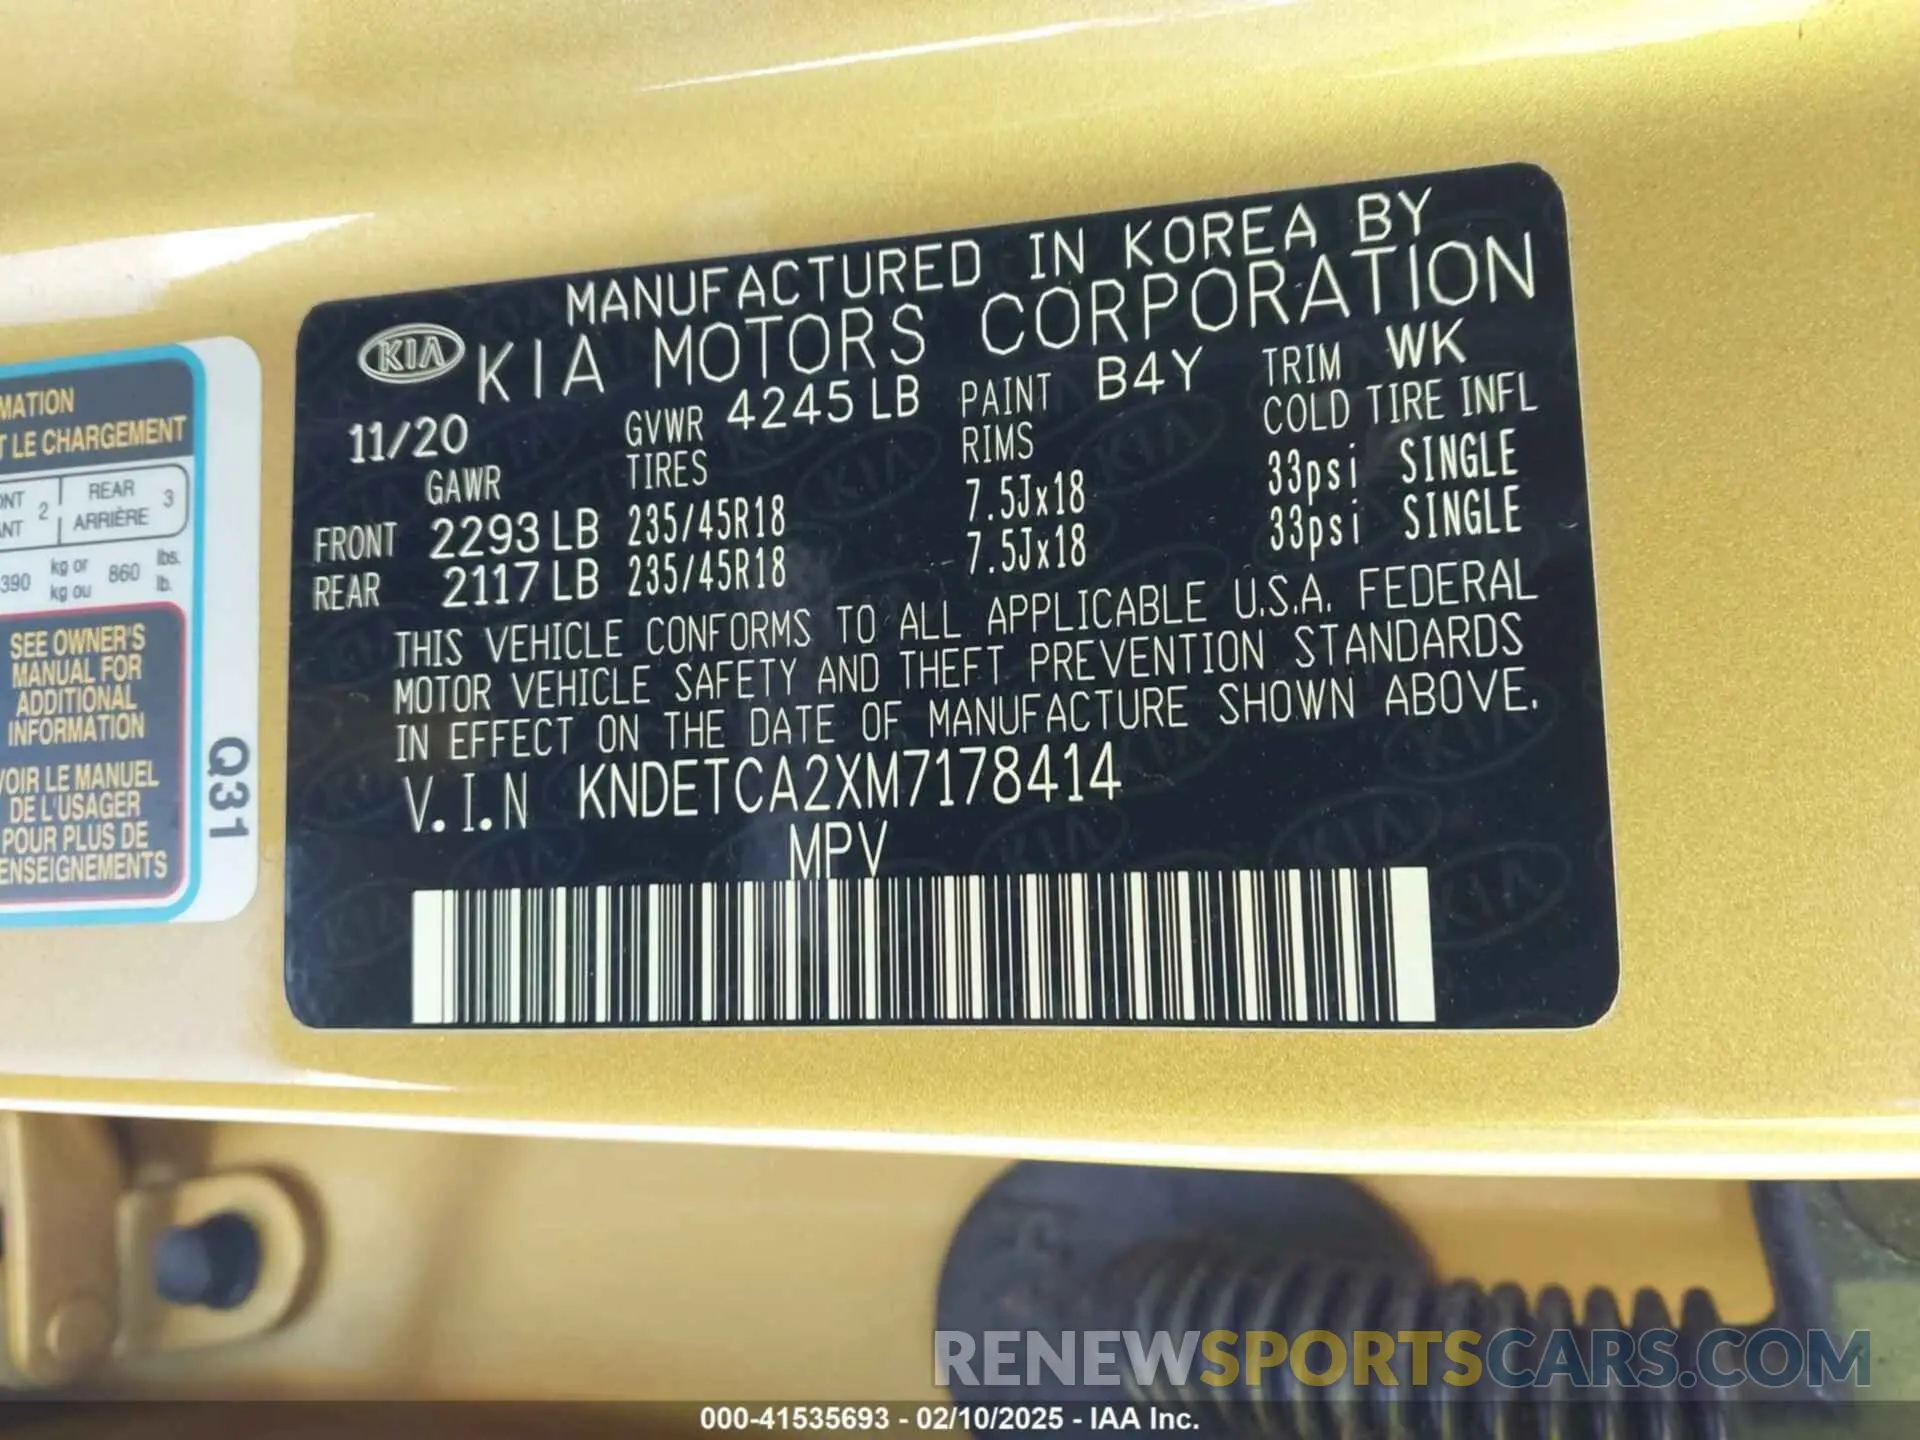 MANUFACTURED IN KOREA BY
KIA KIA MOTORS CORPORATION
11/20 GVWR 4245 LB PAINT B4Y TRIM WK
GAWR TIRES RIMS COLD TIRE INFL
FRONT 2293 LB 235/45R18 7.5Jx18 33psi SINGLE
REAR 2117 LB 235/45R18 7.5Jx18 33psi SINGLE
THIS VEHICLE CONFORMS TO ALL APPLICABLE U.S.A. FEDERAL
MOTOR VEHICLE SAFETY AND THEFT PREVENTION STANDARDS
IN EFFECT ON THE DATE OF MANUFACTURE SHOWN ABOVE.
V.I.N KNDETCA2XM7178414
MPV
LE CHARGEMENT
2 REAR 3
ARRIÈRE
390 kg or 860 lbs.
kg ou lb.
SEE OWNER'S
MANUAL FOR
ADDITIONAL
INFORMATION
VOIR LE MANUEL
DE L'USAGER
POUR PLUS DE
Q31
RENEWSPORTSCARS.COM
000-41535693 - 02/10/2025 - IAA Inc.